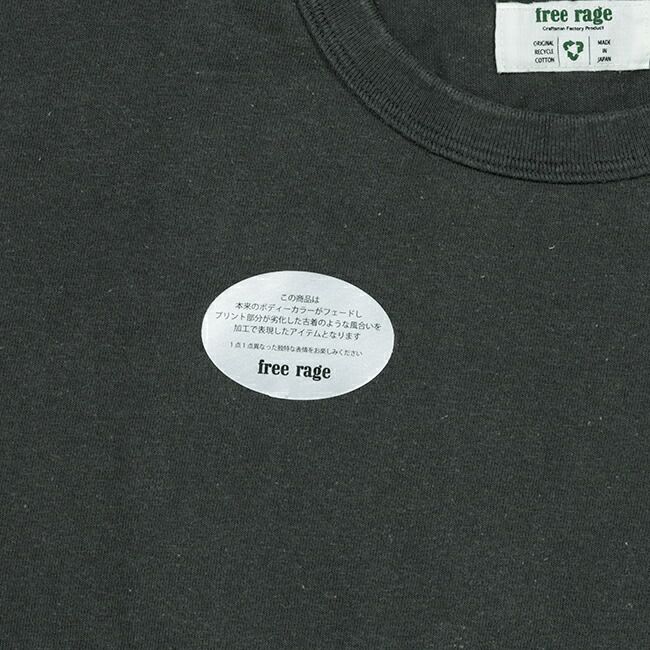 free rage
Craftsman Factory Product
ORIGINAL
RECYCLE
COTTON
MADE
IN
JAPAN
この商品は
本来のボディーカラーがフェードし
プリント部分が劣化した古着のような風合いを
加工で表現したアイテムとなります
1点1点異なった独特な表情をお楽しみください
free rage